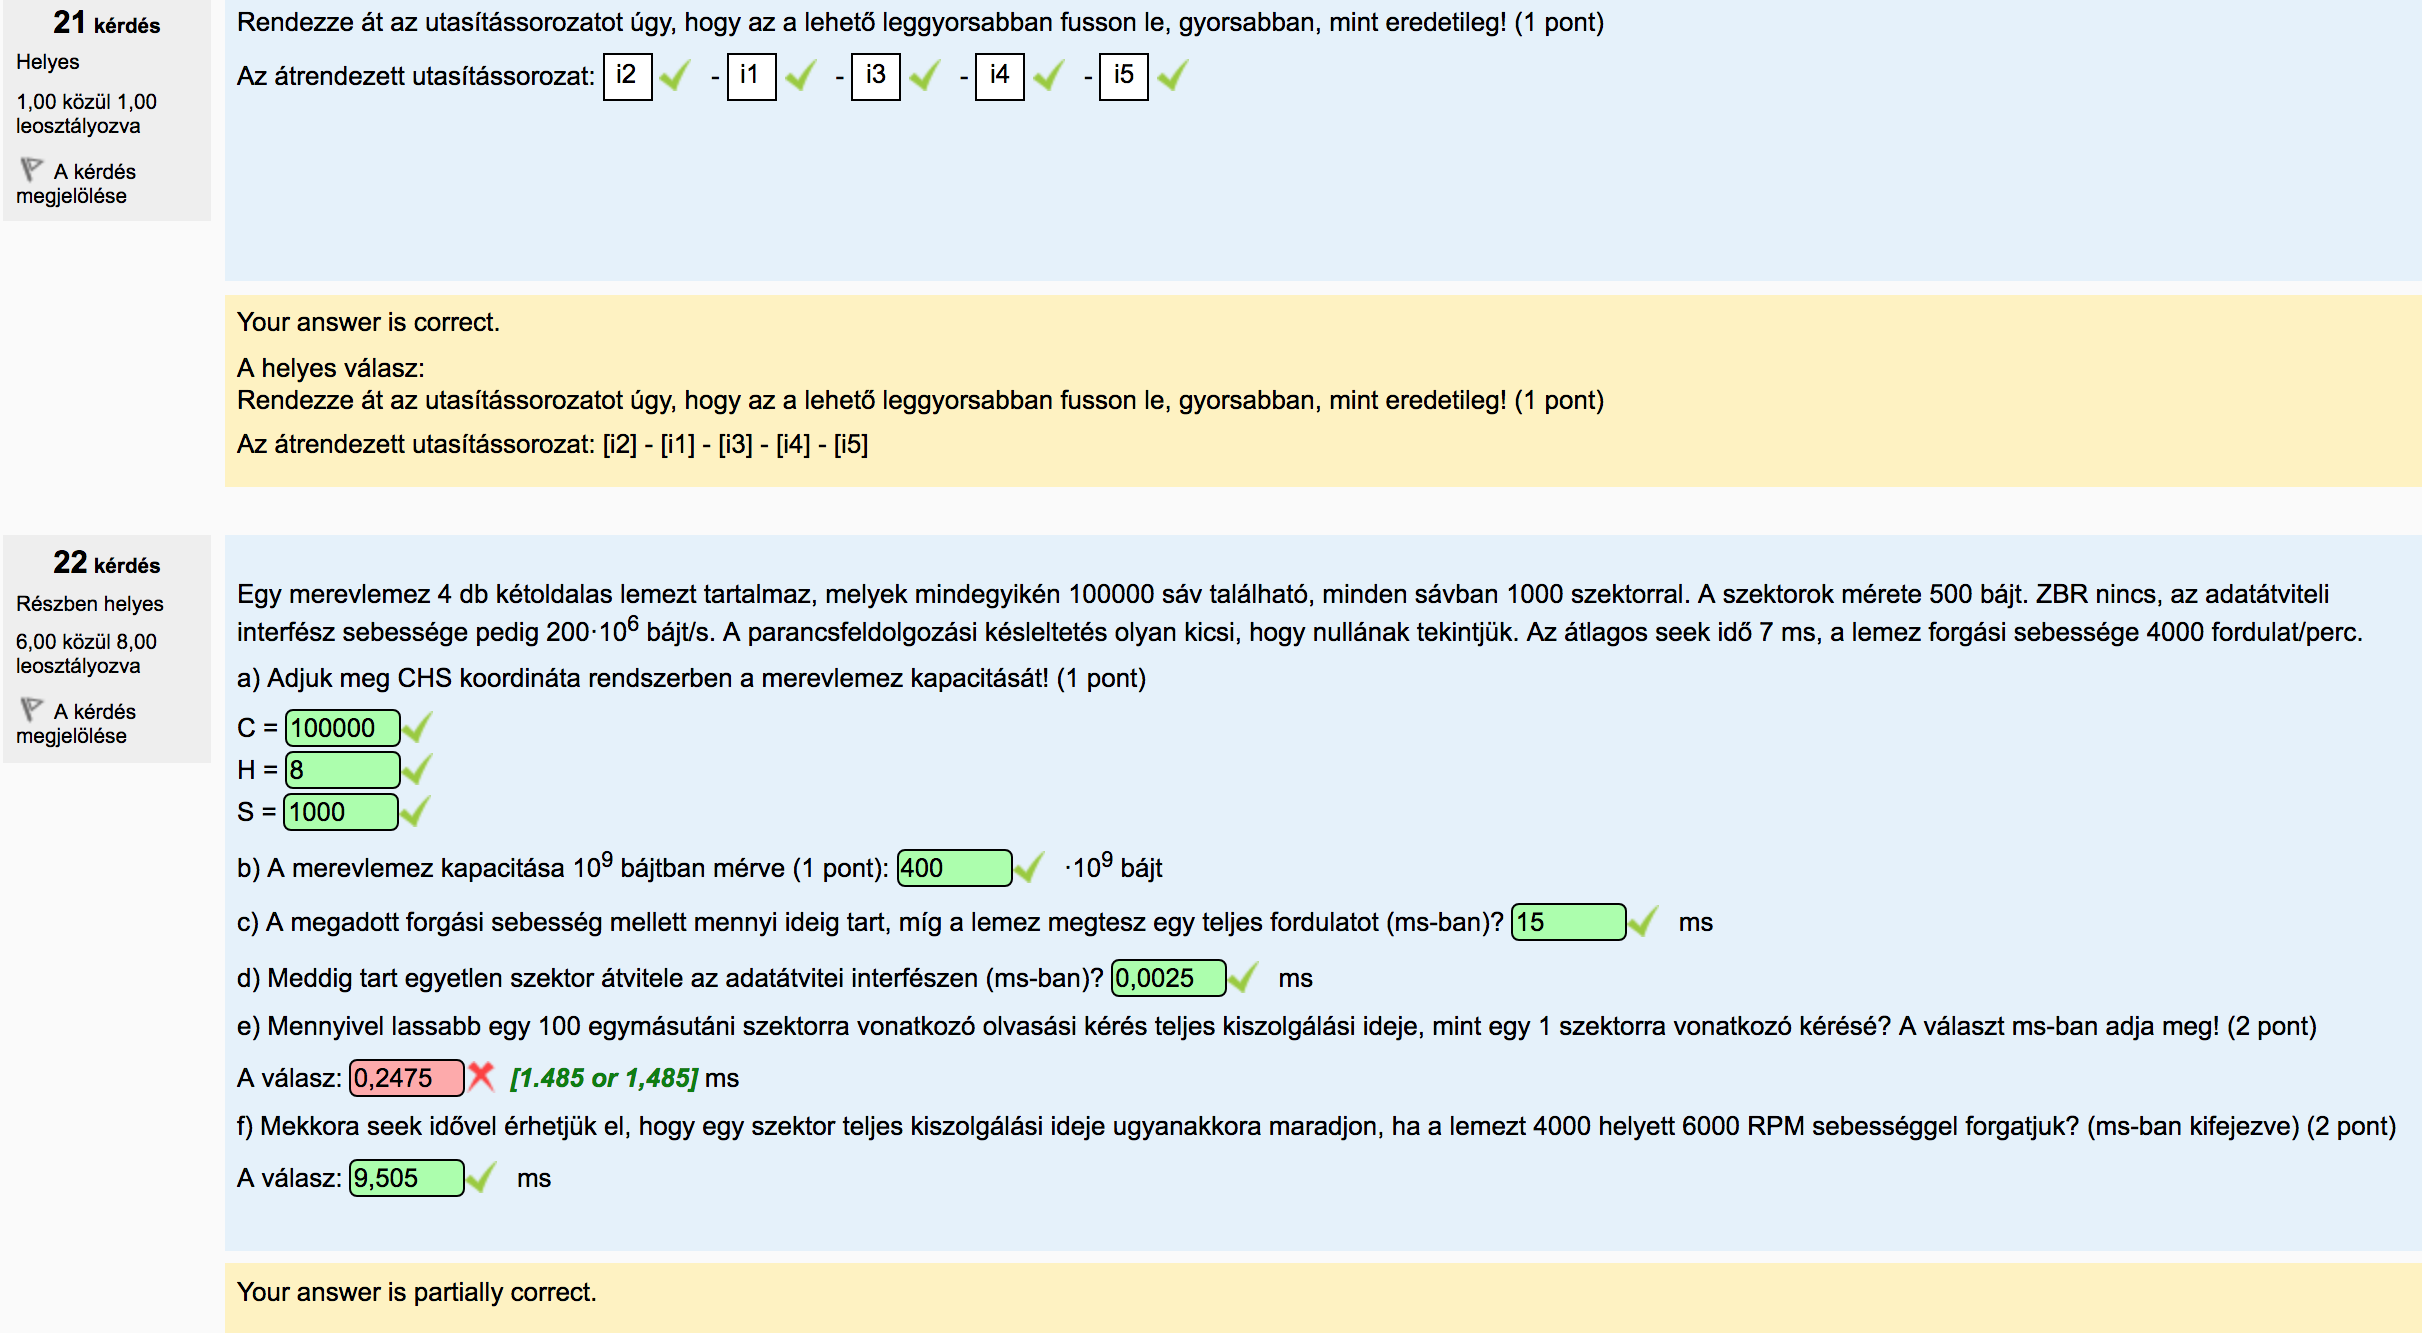 21 kérdés
Helyes
1,00 közül 1,00
leosztályozva
A kérdés
megjelölése
Rendezze át az utasítássorozatot úgy, hogy az a lehető leggyorsabban fusson le, gyorsabban, mint eredetileg! (1 pont)
Az átrendezett utasítássorozat: i2 - i1 - i3 - i4 - i5
Your answer is correct.
A helyes válasz:
Rendezze át az utasítássorozatot úgy, hogy az a lehető leggyorsabban fusson le, gyorsabban, mint eredetileg! (1 pont)
Az átrendezett utasítássorozat: [i2] - [i1] - [i3] - [i4] - [i5]
22 kérdés
Részben helyes
6,00 közül 8,00
leosztályozva
A kérdés
megjelölése
Egy merevlemez 4 db kétoldalas lemezt tartalmaz, melyek mindegyikén 100000 sáv található, minden sávban 1000 szektorral. A szektorok mérete 500 bájt. ZBR nincs, az adatátviteli
interfész sebessége pedig 200·10⁶ bájt/s. A parancsfeldolgozási késleltetés olyan kicsi, hogy nullának tekintjük. Az átlagos seek idő 7 ms, a lemez forgási sebessége 4000 fordulat/perc.
a) Adjuk meg CHS koordináta rendszerben a merevlemez kapacitását! (1 pont)
C = 100000
H = 8
S = 1000
b) A merevlemez kapacitása 10⁹ bájtban mérve (1 pont): 400 ·10⁹ bájt
c) A megadott forgási sebesség mellett mennyi ideig tart, míg a lemez megtesz egy teljes fordulatot (ms-ban)? 15 ms
d) Meddig tart egyetlen szektor átvitele az adatátvitei interfészen (ms-ban)? 0,0025 ms
e) Mennyivel lassabb egy 100 egymásutáni szektorra vonatkozó olvasási kérés teljes kiszolgálási ideje, mint egy 1 szektorra vonatkozó kérésé? A választ ms-ban adja meg! (2 pont)
A válasz: 0,2475 [1.485 or 1,485] ms
f) Mekkora seek idővel érhetjük el, hogy egy szektor teljes kiszolgálási ideje ugyanakkora maradjon, ha a lemezt 4000 helyett 6000 RPM sebességgel forgatjuk? (ms-ban kifejezve) (2 pont)
A válasz: 9,505 ms
Your answer is partially correct.